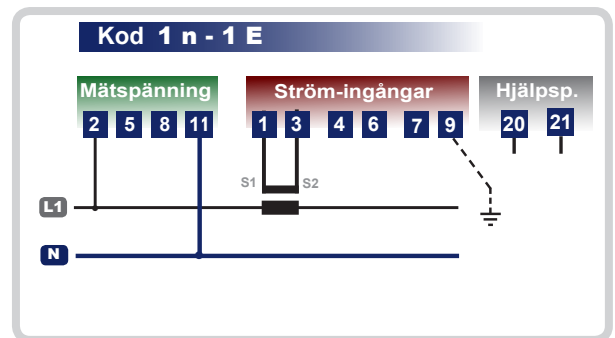 Kod 1 n - 1 E
Mätspänning Ström-ingångar Hjälpsp.
2 5 8 11 1 3 4 6 7 9 20 21
S1 S2
L1
N